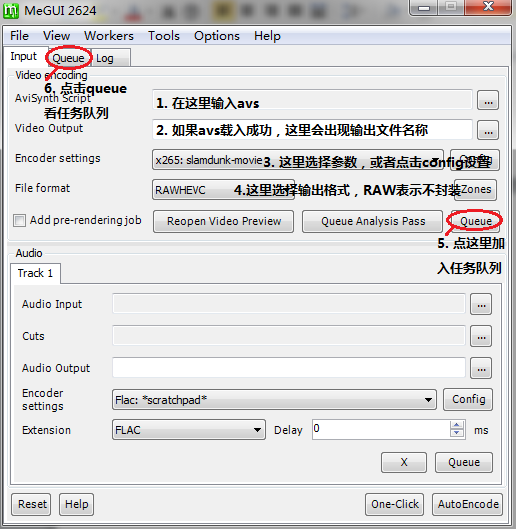 MeGUI 2624
File View Workers Tools Options Help
Input Queue Log
Video encoding
6. 点击queue
看任务队列
AviSynth Script
1. 在这里输入avs
...
Video Output
2. 如果avs载入成功，这里会出现输出文件名称
...
Encoder settings
x265: slamdunk-movie
3. 这里选择参数，或者点击config设置
File format
RAWHEVC
4.这里选择输出格式，RAW表示不封装
Zones
Add pre-rendering job
Reopen Video Preview
Queue Analysis Pass
Queue
5. 点这里加
入任务队列
Audio
Track 1
Audio Input
...
Cuts
...
Audio Output
...
Encoder
settings
Flac: *scratchpad*
Config
Extension
FLAC
Delay
0
ms
X
Queue
Reset
Help
One-Click
AutoEncode